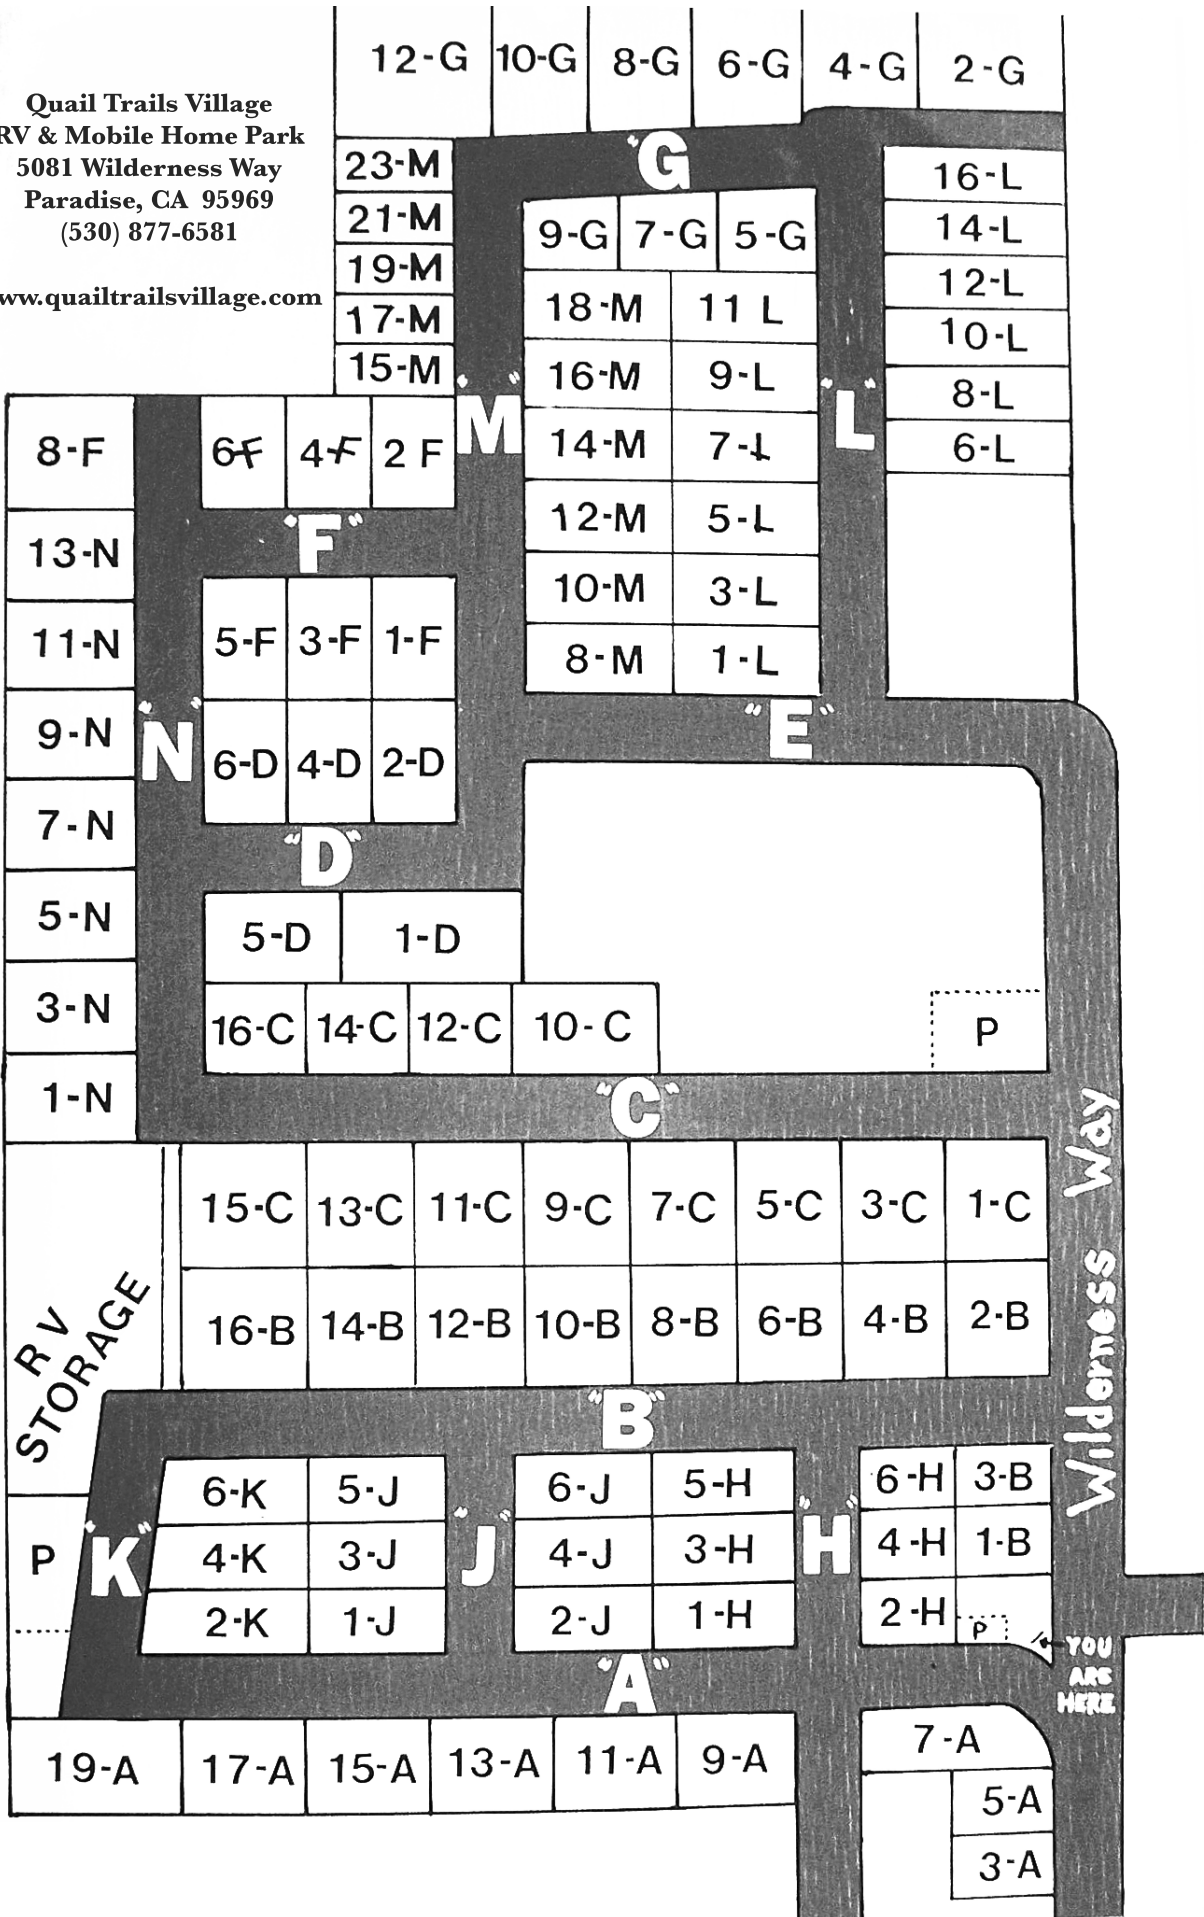 12-G 10-G 8-G 6-G 4-G 2-G
Quail Trails Village
RV & Mobile Home Park
5081 Wilderness Way
Paradise, CA 95969
(530) 877-6581
www.quailtrailsvillage.com
"G"
23-M
21-M
19-M
17-M
15-M
9-G 7-G 5-G
18-M 11 L
16-M 9-L
14-M 7-L
12-M 5-L
10-M 3-L
8-M 1-L
16-L
14-L
12-L
10-L
8-L
6-L
"M"
"L"
8-F
6-F 4-F 2 F
"F"
13-N
11-N
9-N
7-N
5-N
3-N
1-N
5-F 3-F 1-F
"N"
6-D 4-D 2-D
"E"
"D"
5-D 1-D
16-C 14-C 12-C 10-C
P
"C"
Wilderness Way
15-C 13-C 11-C 9-C 7-C 5-C 3-C 1-C
16-B 14-B 12-B 10-B 8-B 6-B 4-B 2-B
RV
STORAGE
"B"
6-K 5-J
4-K 3-J
2-K 1-J
6-J 5-H
4-J 3-H
2-J 1-H
6-H 3-B
4-H 1-B
2-H P
P
"K"
"J"
"H"
YOU
ARE
HERE
"A"
19-A 17-A 15-A 13-A 11-A 9-A
7-A
5-A
3-A